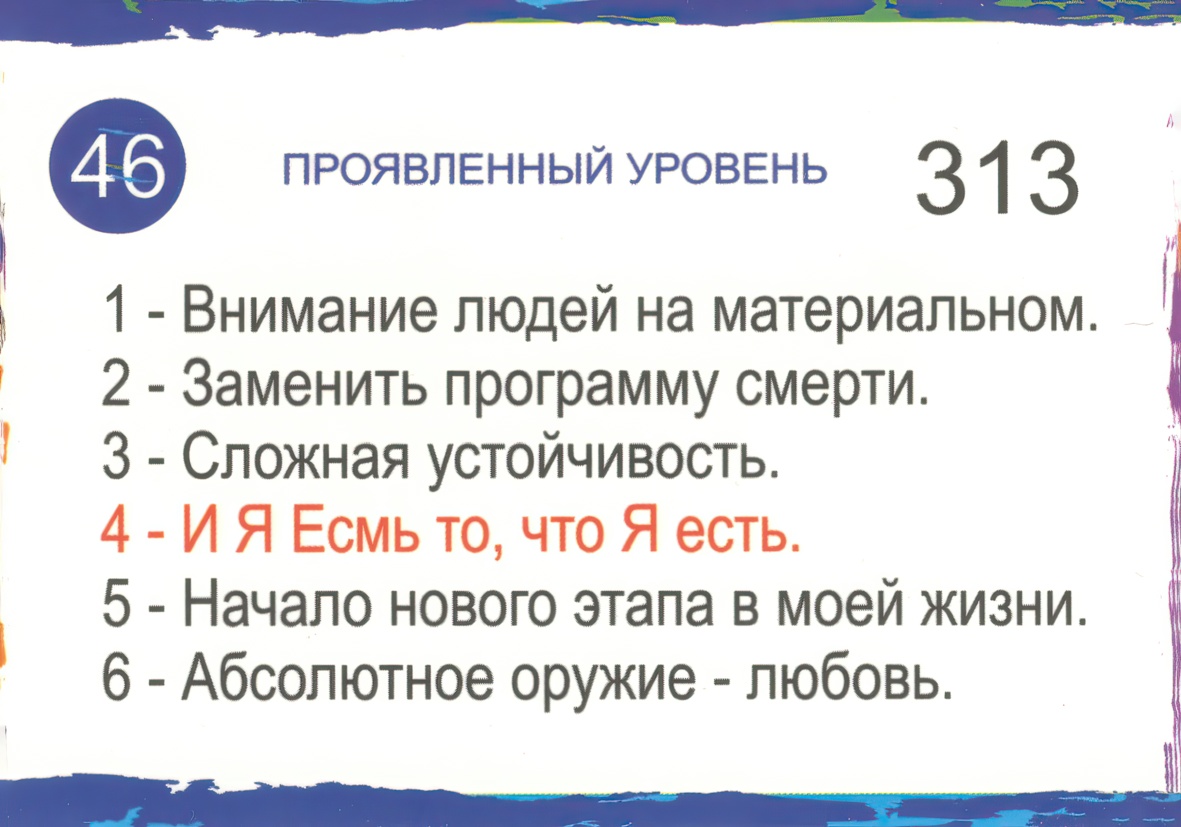 46 ПРОЯВЛЕННЫЙ УРОВЕНЬ 313
1 - Внимание людей на материальном.
2 - Заменить программу смерти.
3 - Сложная устойчивость.
4 - И Я Есмь то, что Я есть.
5 - Начало нового этапа в моей жизни.
6 - Абсолютное оружие - любовь.